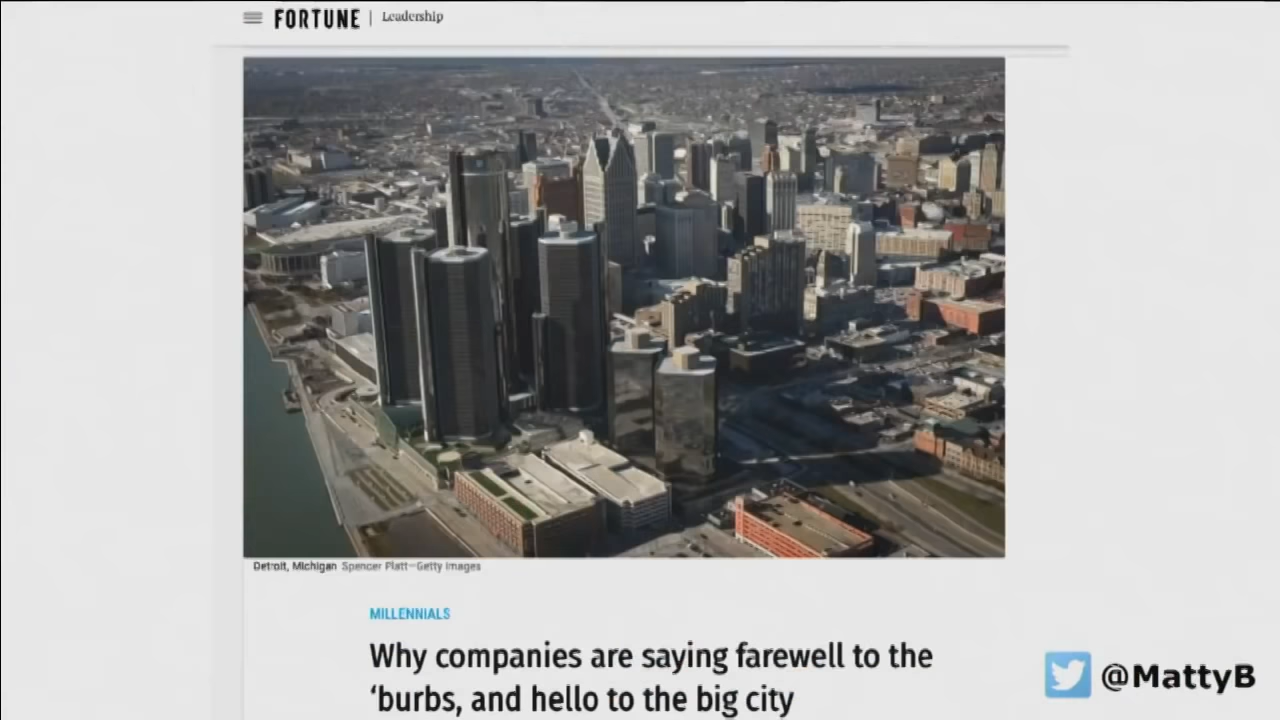 FORTUNE | Leadership
Detroit, Michigan Spencer Platt—Getty Images
MILLENNIALS
Why companies are saying farewell to the
‘burbs, and hello to the big city
@MattyB